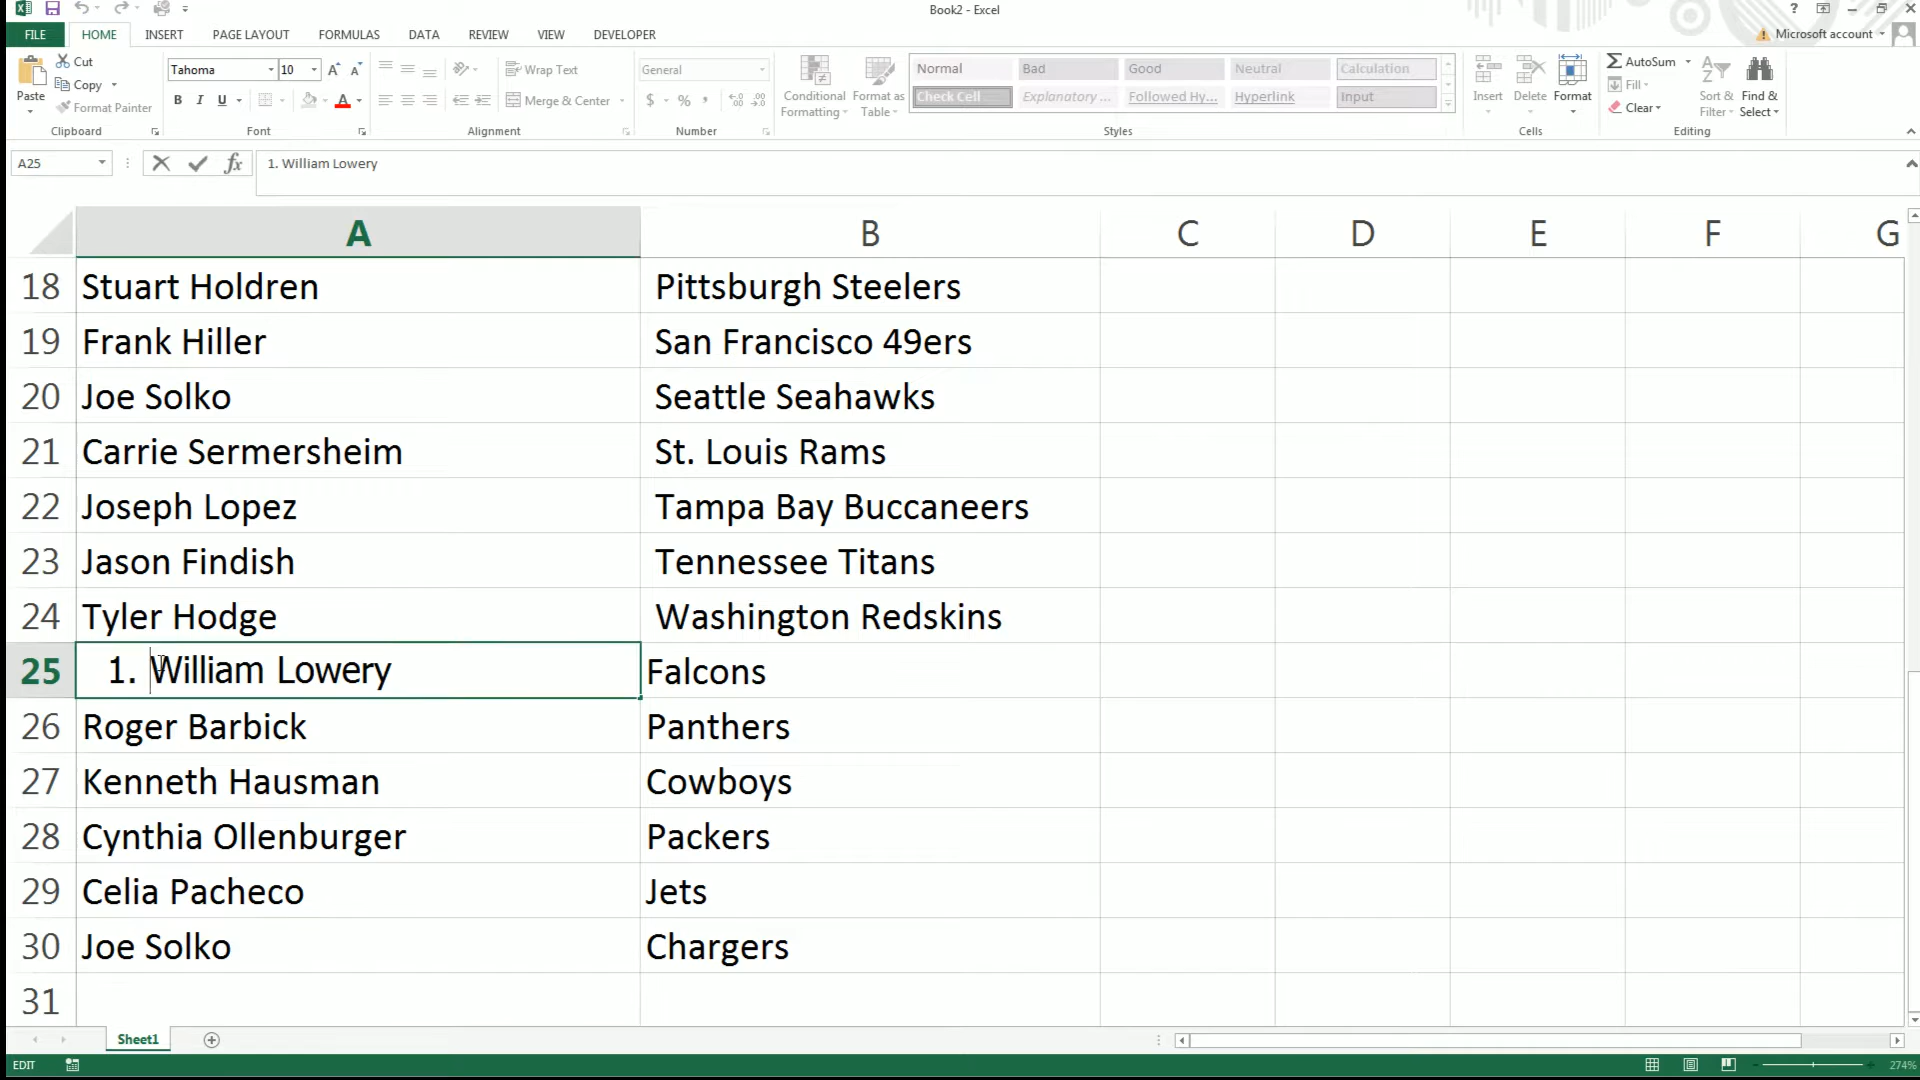 Book2 - Excel
?
FILE HOME INSERT PAGE LAYOUT FORMULAS DATA REVIEW VIEW DEVELOPER
Microsoft account
Paste
Cut
Copy
Format Painter
Clipboard
Tahoma 10
B I U A
Font
Wrap Text
Merge & Center
Alignment
General
$ % ,
Number
Conditional Formatting
Format as Table
Normal Bad Good Neutral Calculation
Check Cell Explanatory ... Followed Hy... Hyperlink Input
Styles
Insert Delete Format
Cells
AutoSum
Fill
Clear
Sort & Filter
Find & Select
Editing
A25 fx 1. William Lowery
A B C D E F G
18 Stuart Holdren Pittsburgh Steelers
19 Frank Hiller San Francisco 49ers
20 Joe Solko Seattle Seahawks
21 Carrie Sermersheim St. Louis Rams
22 Joseph Lopez Tampa Bay Buccaneers
23 Jason Findish Tennessee Titans
24 Tyler Hodge Washington Redskins
25 1. William Lowery Falcons
26 Roger Barbick Panthers
27 Kenneth Hausman Cowboys
28 Cynthia Ollenburger Packers
29 Celia Pacheco Jets
30 Joe Solko Chargers
31
Sheet1
EDIT 274%